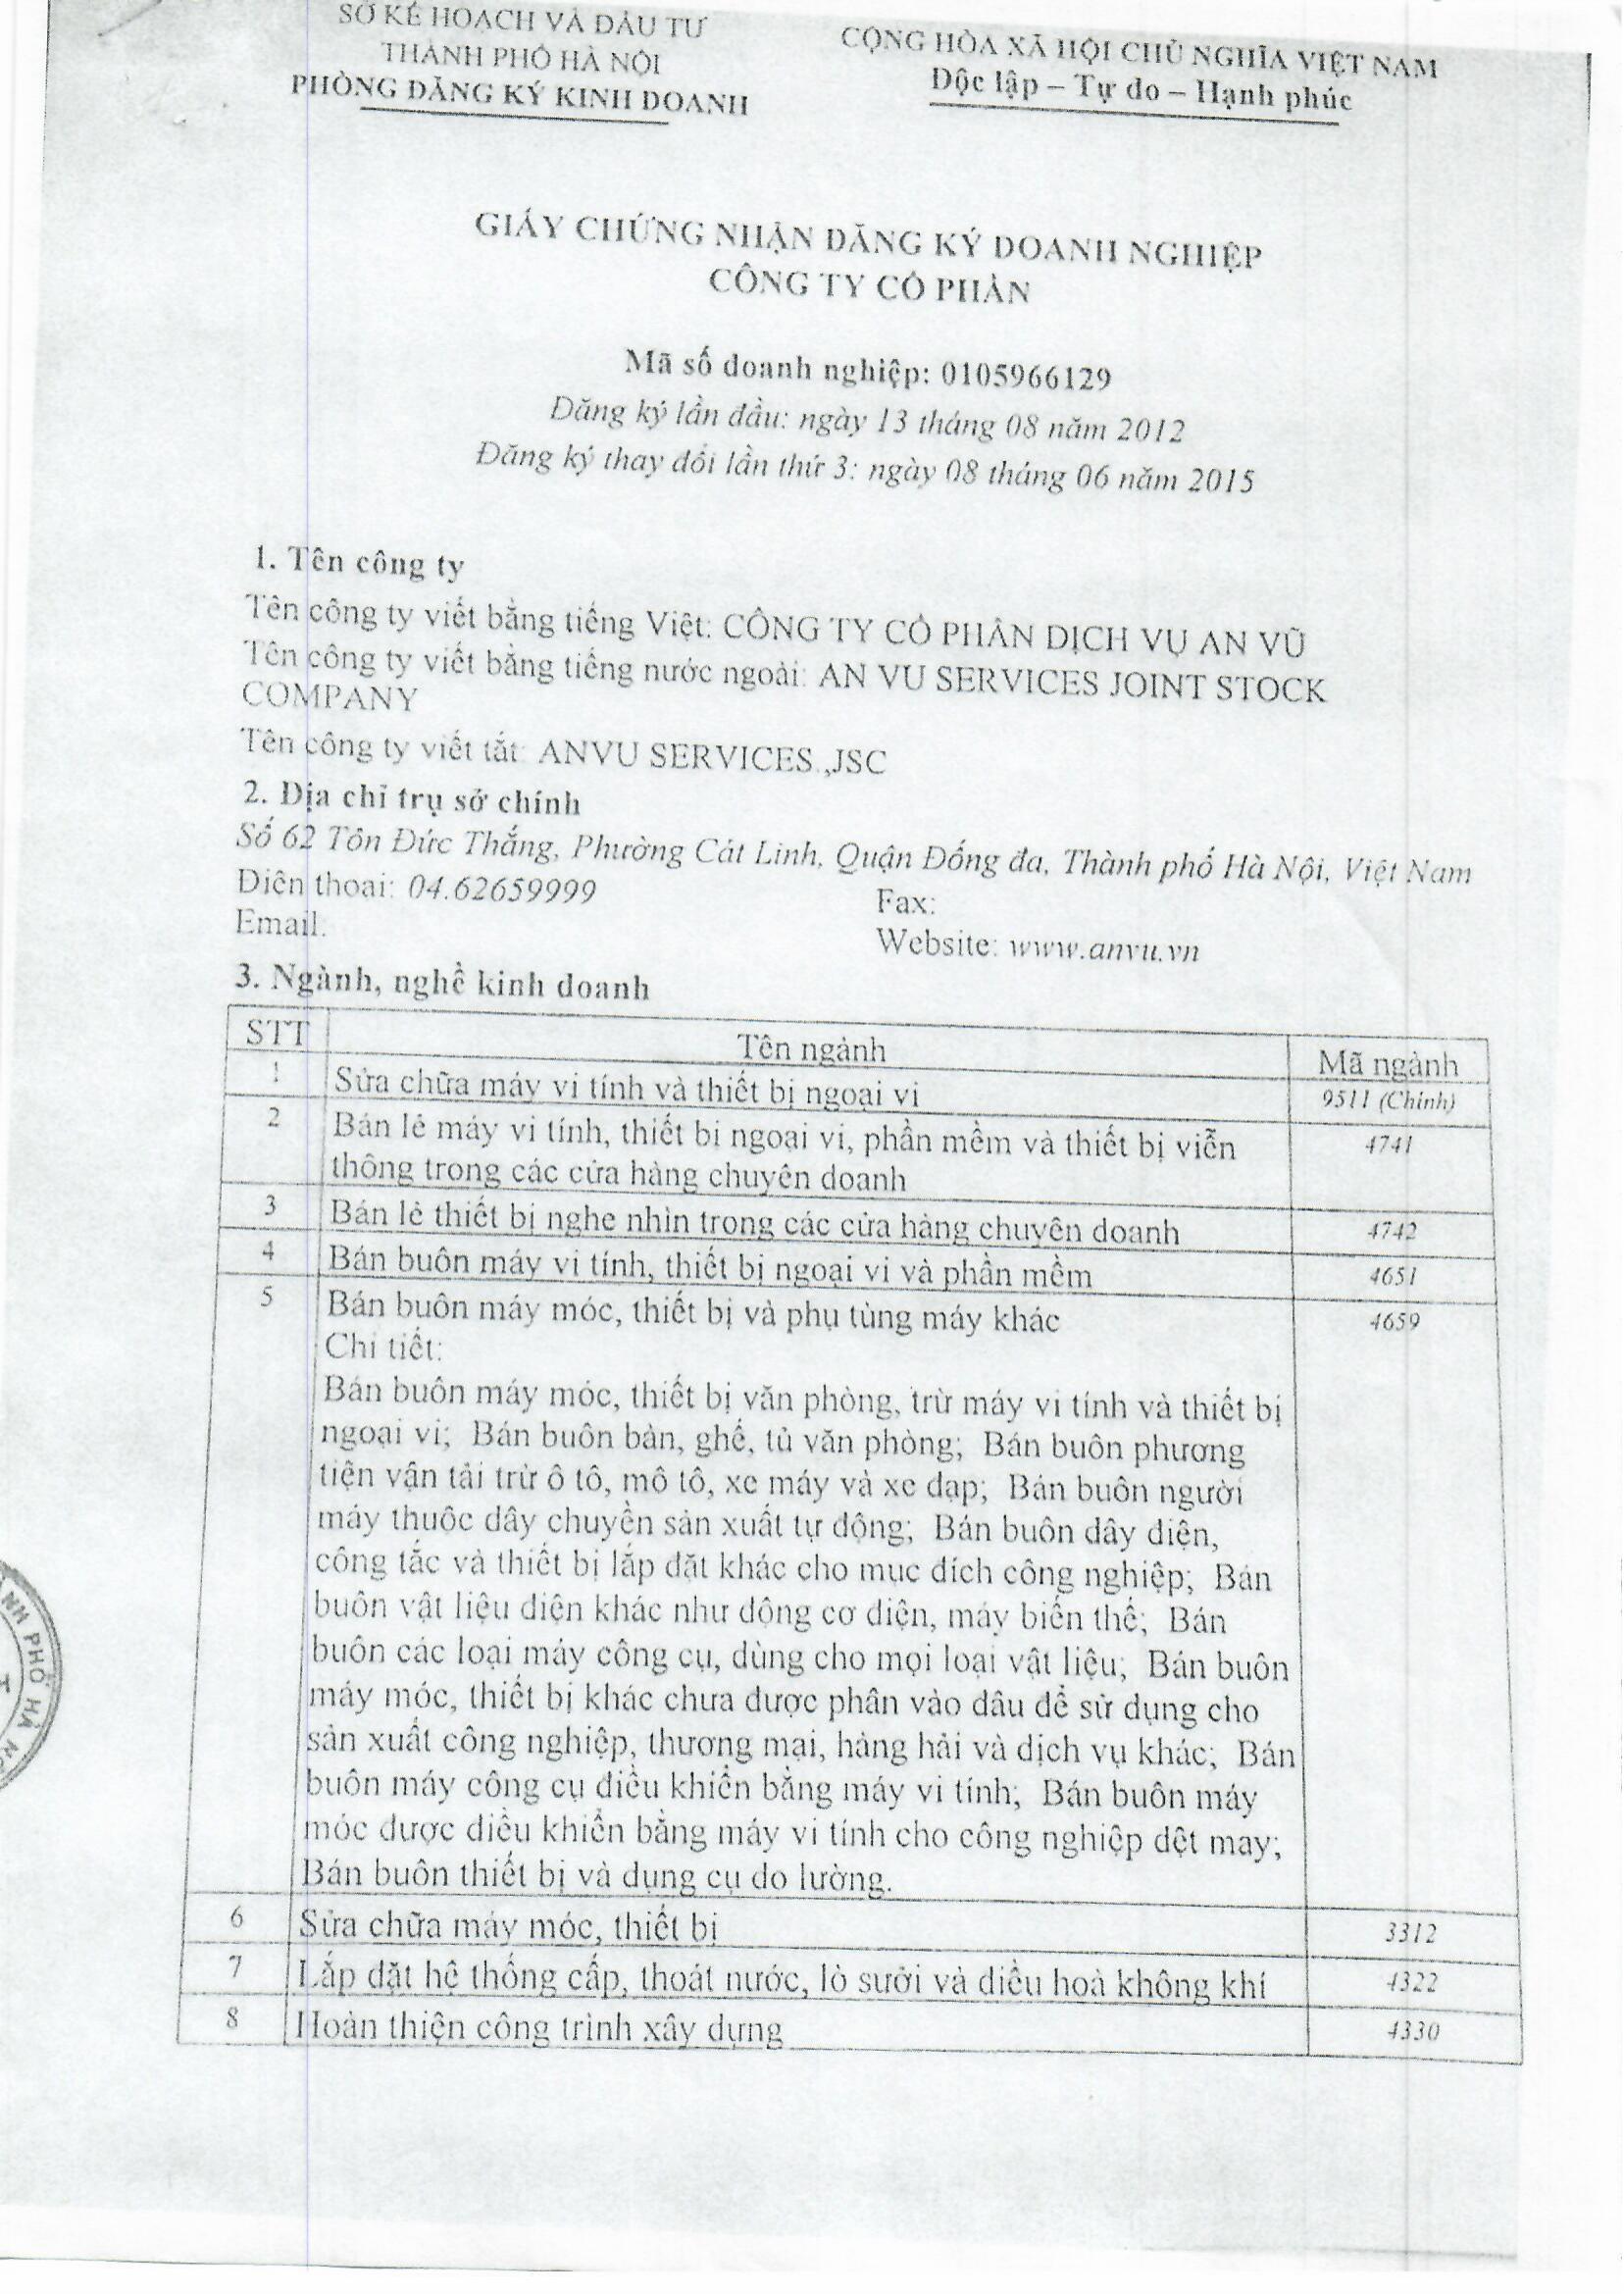 SỞ KẾ HOẠCH VÀ ĐẦU TƯ
THÀNH PHỐ HÀ NỘI
PHÒNG ĐĂNG KÝ KINH DOANH
CỘNG HÒA XÃ HỘI CHỦ NGHĨA VIỆT NAM
Độc lập – Tự do – Hạnh phúc
GIẤY CHỨNG NHẬN ĐĂNG KÝ DOANH NGHIỆP
CÔNG TY CỔ PHẦN
Mã số doanh nghiệp: 0105966129
Đăng ký lần đầu: ngày 13 tháng 08 năm 2012
Đăng ký thay đổi lần thứ 3: ngày 08 tháng 06 năm 2015
1. Tên công ty
Tên công ty viết bằng tiếng Việt: CÔNG TY CỔ PHẦN DỊCH VỤ AN VŨ
Tên công ty viết bằng tiếng nước ngoài: AN VU SERVICES JOINT STOCK
COMPANY
Tên công ty viết tắt: ANVU SERVICES.,JSC
2. Địa chỉ trụ sở chính
Số 62 Tôn Đức Thắng, Phường Cát Linh, Quận Đống đa, Thành phố Hà Nội, Việt Nam
Điện thoại: 04.62659999
Fax:
Email:
Website: www.anvu.vn
3. Ngành, nghề kinh doanh
STT Tên ngành Mã ngành
1 Sửa chữa máy vi tính và thiết bị ngoại vi 9511 (Chính)
2 Bán lẻ máy vi tính, thiết bị ngoại vi, phần mềm và thiết bị viễn 4741
thông trong các cửa hàng chuyên doanh
3 Bán lẻ thiết bị nghe nhìn trong các cửa hàng chuyên doanh 4742
4 Bán buôn máy vi tính, thiết bị ngoại vi và phần mềm 4651
5 Bán buôn máy móc, thiết bị và phụ tùng máy khác 4659
Chi tiết:
Bán buôn máy móc, thiết bị văn phòng, trừ máy vi tính và thiết bị
ngoại vi; Bán buôn bàn, ghế, tủ văn phòng; Bán buôn phương
tiện vận tải trừ ô tô, mô tô, xe máy và xe đạp; Bán buôn người
máy thuộc dây chuyền sản xuất tự động; Bán buôn dây điện,
công tắc và thiết bị lắp đặt khác cho mục đích công nghiệp; Bán
buôn vật liệu điện khác như động cơ điện, máy biến thế; Bán
buôn các loại máy công cụ, dùng cho mọi loại vật liệu; Bán buôn
máy móc, thiết bị khác chưa được phân vào đâu để sử dụng cho
sản xuất công nghiệp, thương mại, hàng hải và dịch vụ khác; Bán
buôn máy công cụ điều khiển bằng máy vi tính; Bán buôn máy
móc được điều khiển bằng máy vi tính cho công nghiệp dệt may;
Bán buôn thiết bị và dụng cụ đo lường.
6 Sửa chữa máy móc, thiết bị 3312
7 Lắp đặt hệ thống cấp, thoát nước, lò sưởi và điều hoà không khí 4322
8 Hoàn thiện công trình xây dựng 4330
PHỐ HÀ